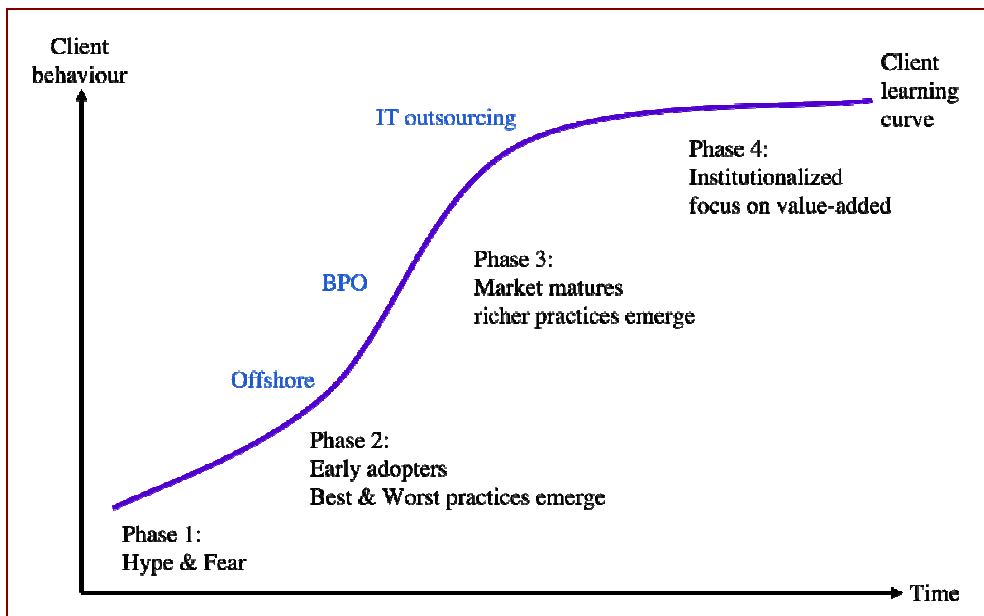 Client
behaviour
Client
learning
curve
IT outsourcing
Phase 4:
Institutionalized
focus on value-added
Phase 3:
Market matures
richer practices emerge
BPO
Offshore
Phase 2:
Early adopters
Best & Worst practices emerge
Phase 1:
Hype & Fear
Time